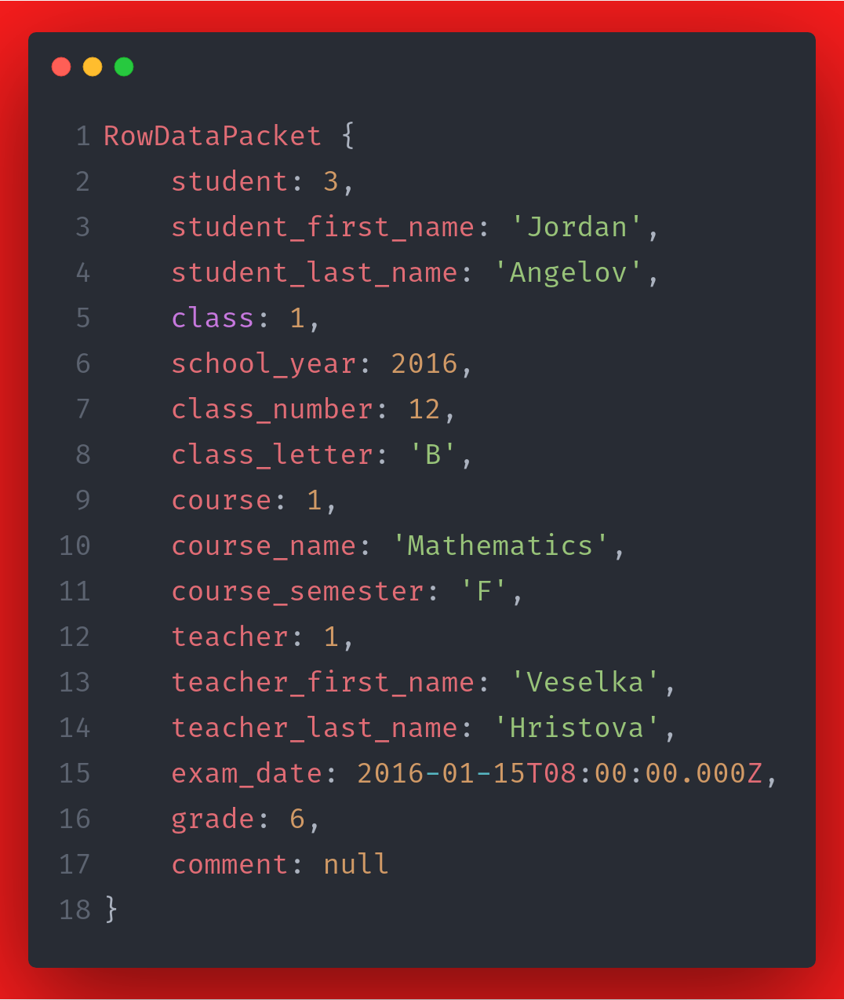 1 RowDataPacket {
2     student: 3,
3     student_first_name: 'Jordan',
4     student_last_name: 'Angelov',
5     class: 1,
6     school_year: 2016,
7     class_number: 12,
8     class_letter: 'B',
9     course: 1,
10     course_name: 'Mathematics',
11     course_semester: 'F',
12     teacher: 1,
13     teacher_first_name: 'Veselka',
14     teacher_last_name: 'Hristova',
15     exam_date: 2016-01-15T08:00:00.000Z,
16     grade: 6,
17     comment: null
18 }